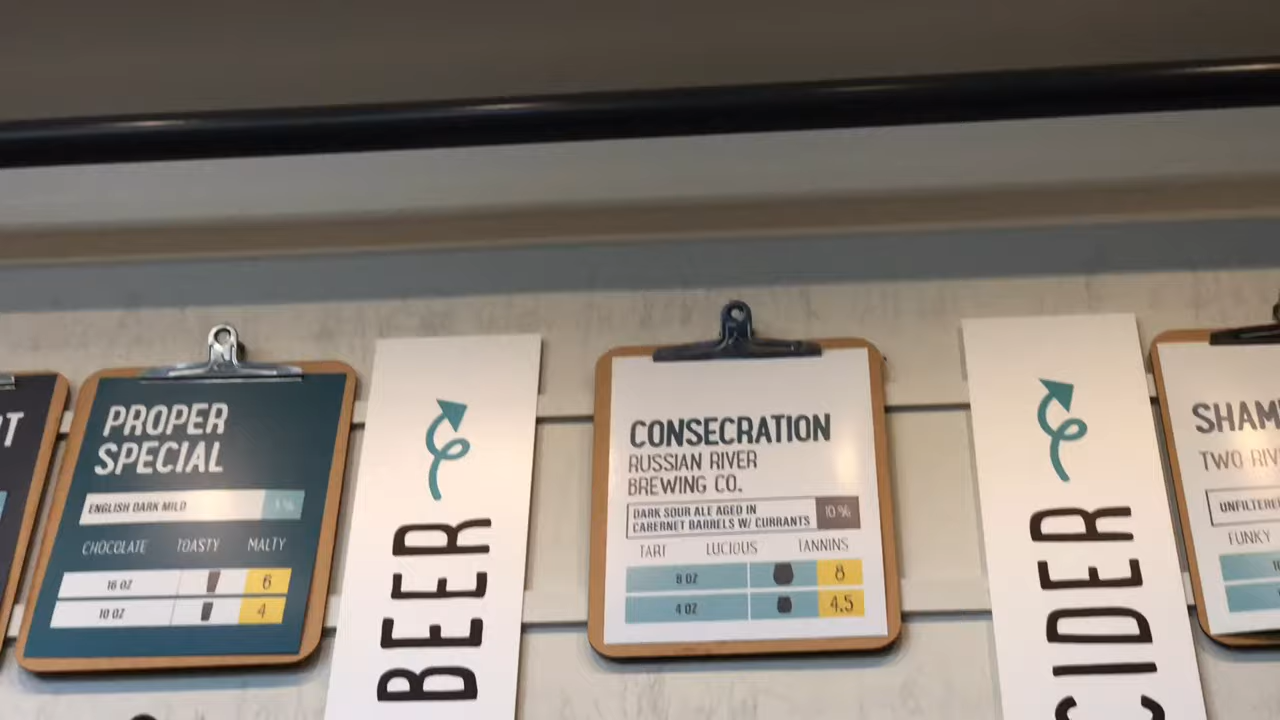 T
PROPER
SPECIAL
ENGLISH DARK MILD
CHOCOLATE TOASTY MALTY
16 OZ 6
10 OZ 4
BEER
CONSECRATION
RUSSIAN RIVER
BREWING CO.
DARK SOUR ALE AGED IN
CABERNET BARRELS W/ CURRANTS 10%
TART LUCIOUS TANNINS
8 OZ 8
4 OZ 4.5
CIDER
SHAM
TWO RIV
UNFILTERE
FUNKY